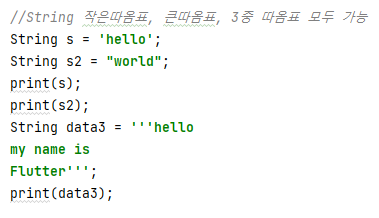 //String 작은따옴표, 큰따옴표, 3중 따옴표 모두 가능
String s = 'hello';
String s2 = "world";
print(s);
print(s2);
String data3 = '''hello
my name is
Flutter''';
print(data3);